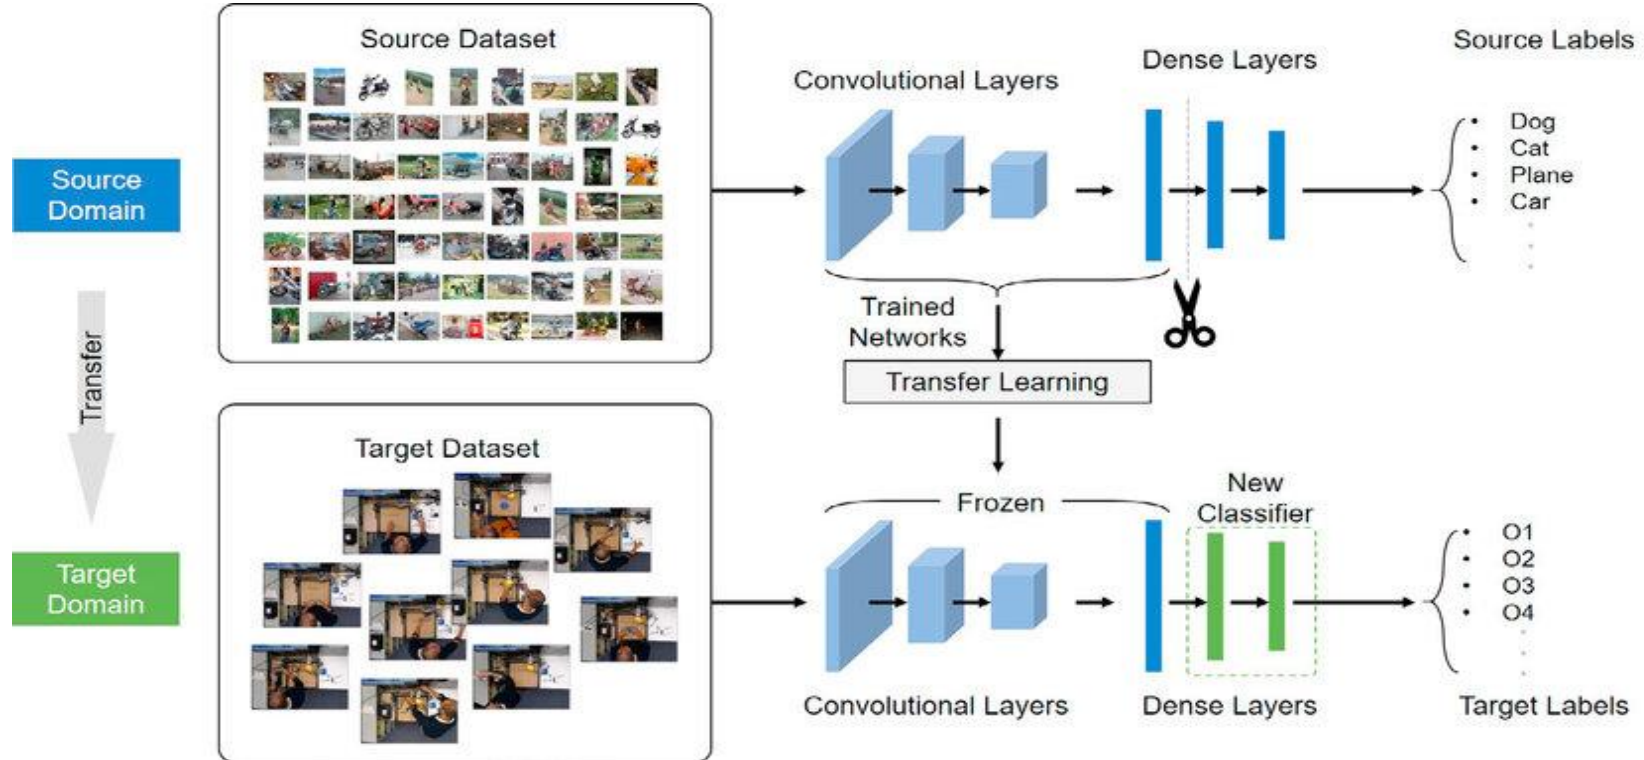 Source Dataset
Convolutional Layers
Dense Layers
Source Labels
Source
Domain
• Dog
• Cat
• Plane
• Car
Trained
Networks
Transfer Learning
Transfer
Target Dataset
Frozen
New
Classifier
Target
Domain
• O1
• O2
• O3
• O4
Convolutional Layers
Dense Layers
Target Labels